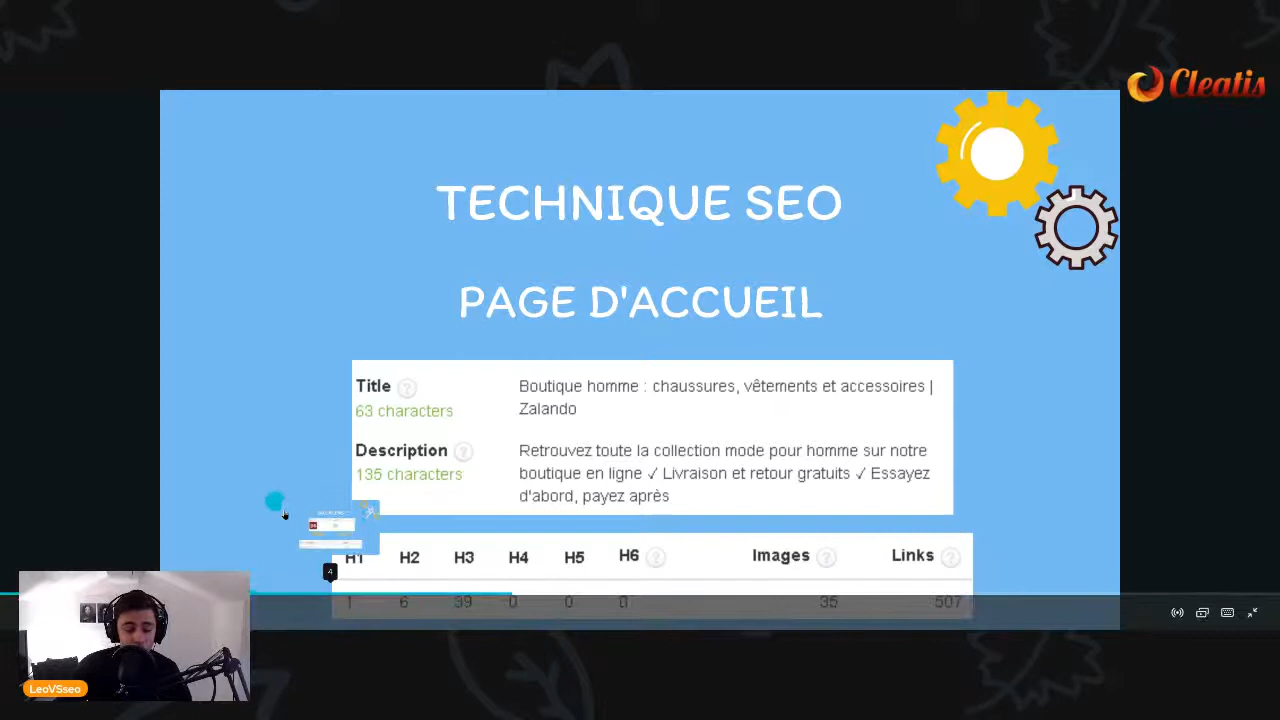 Cleatis
TECHNIQUE SEO
PAGE D'ACCUEIL
Title ?
63 characters
Boutique homme : chaussures, vêtements et accessoires |
Zalando
Description ?
135 characters
Retrouvez toute la collection mode pour homme sur notre
boutique en ligne ✓ Livraison et retour gratuits ✓ Essayez
d'abord, payez après
H1 H2 H3 H4 H5 H6 ? Images ? Links ?
1 6 39 0 0 0 35 507
4
LeoVSseo